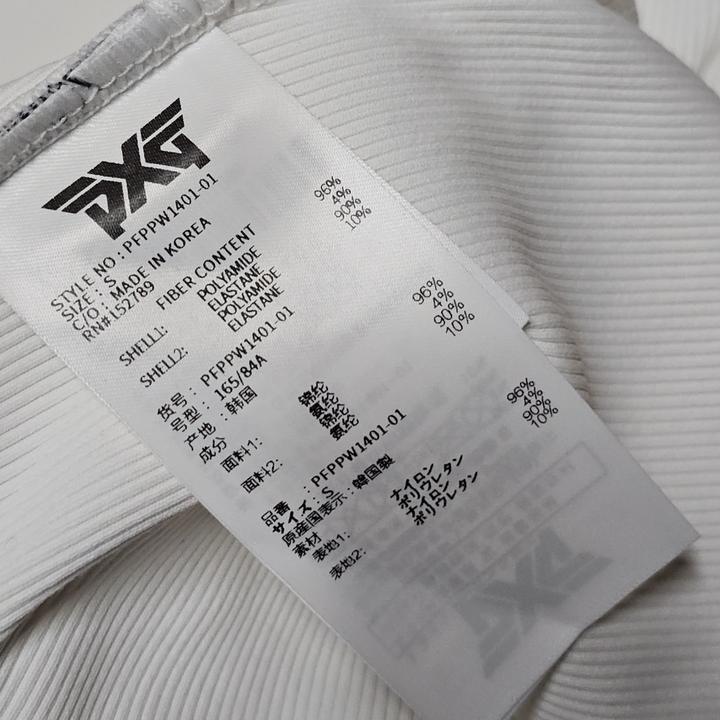 PXG
STYLE NO : PFPPW1401-01
SIZE : S
C/O : MADE IN KOREA
RN#:152789
FIBER CONTENT
SHELL1: POLYAMIDE 96%
ELASTANE 4%
SHELL2: POLYAMIDE 90%
ELASTANE 10%
货号 : PFPPW1401-01
号型 : 165/84A
产地 : 韩国
成分
面料1: 锦纶 96%
氨纶 4%
面料2: 锦纶 90%
氨纶 10%
品番 : PFPPW1401-01
サイズ : S
原産国表示 : 韓国製
素材
表地1: ナイロン 96%
ポリウレタン 4%
表地2: ナイロン 90%
ポリウレタン 10%